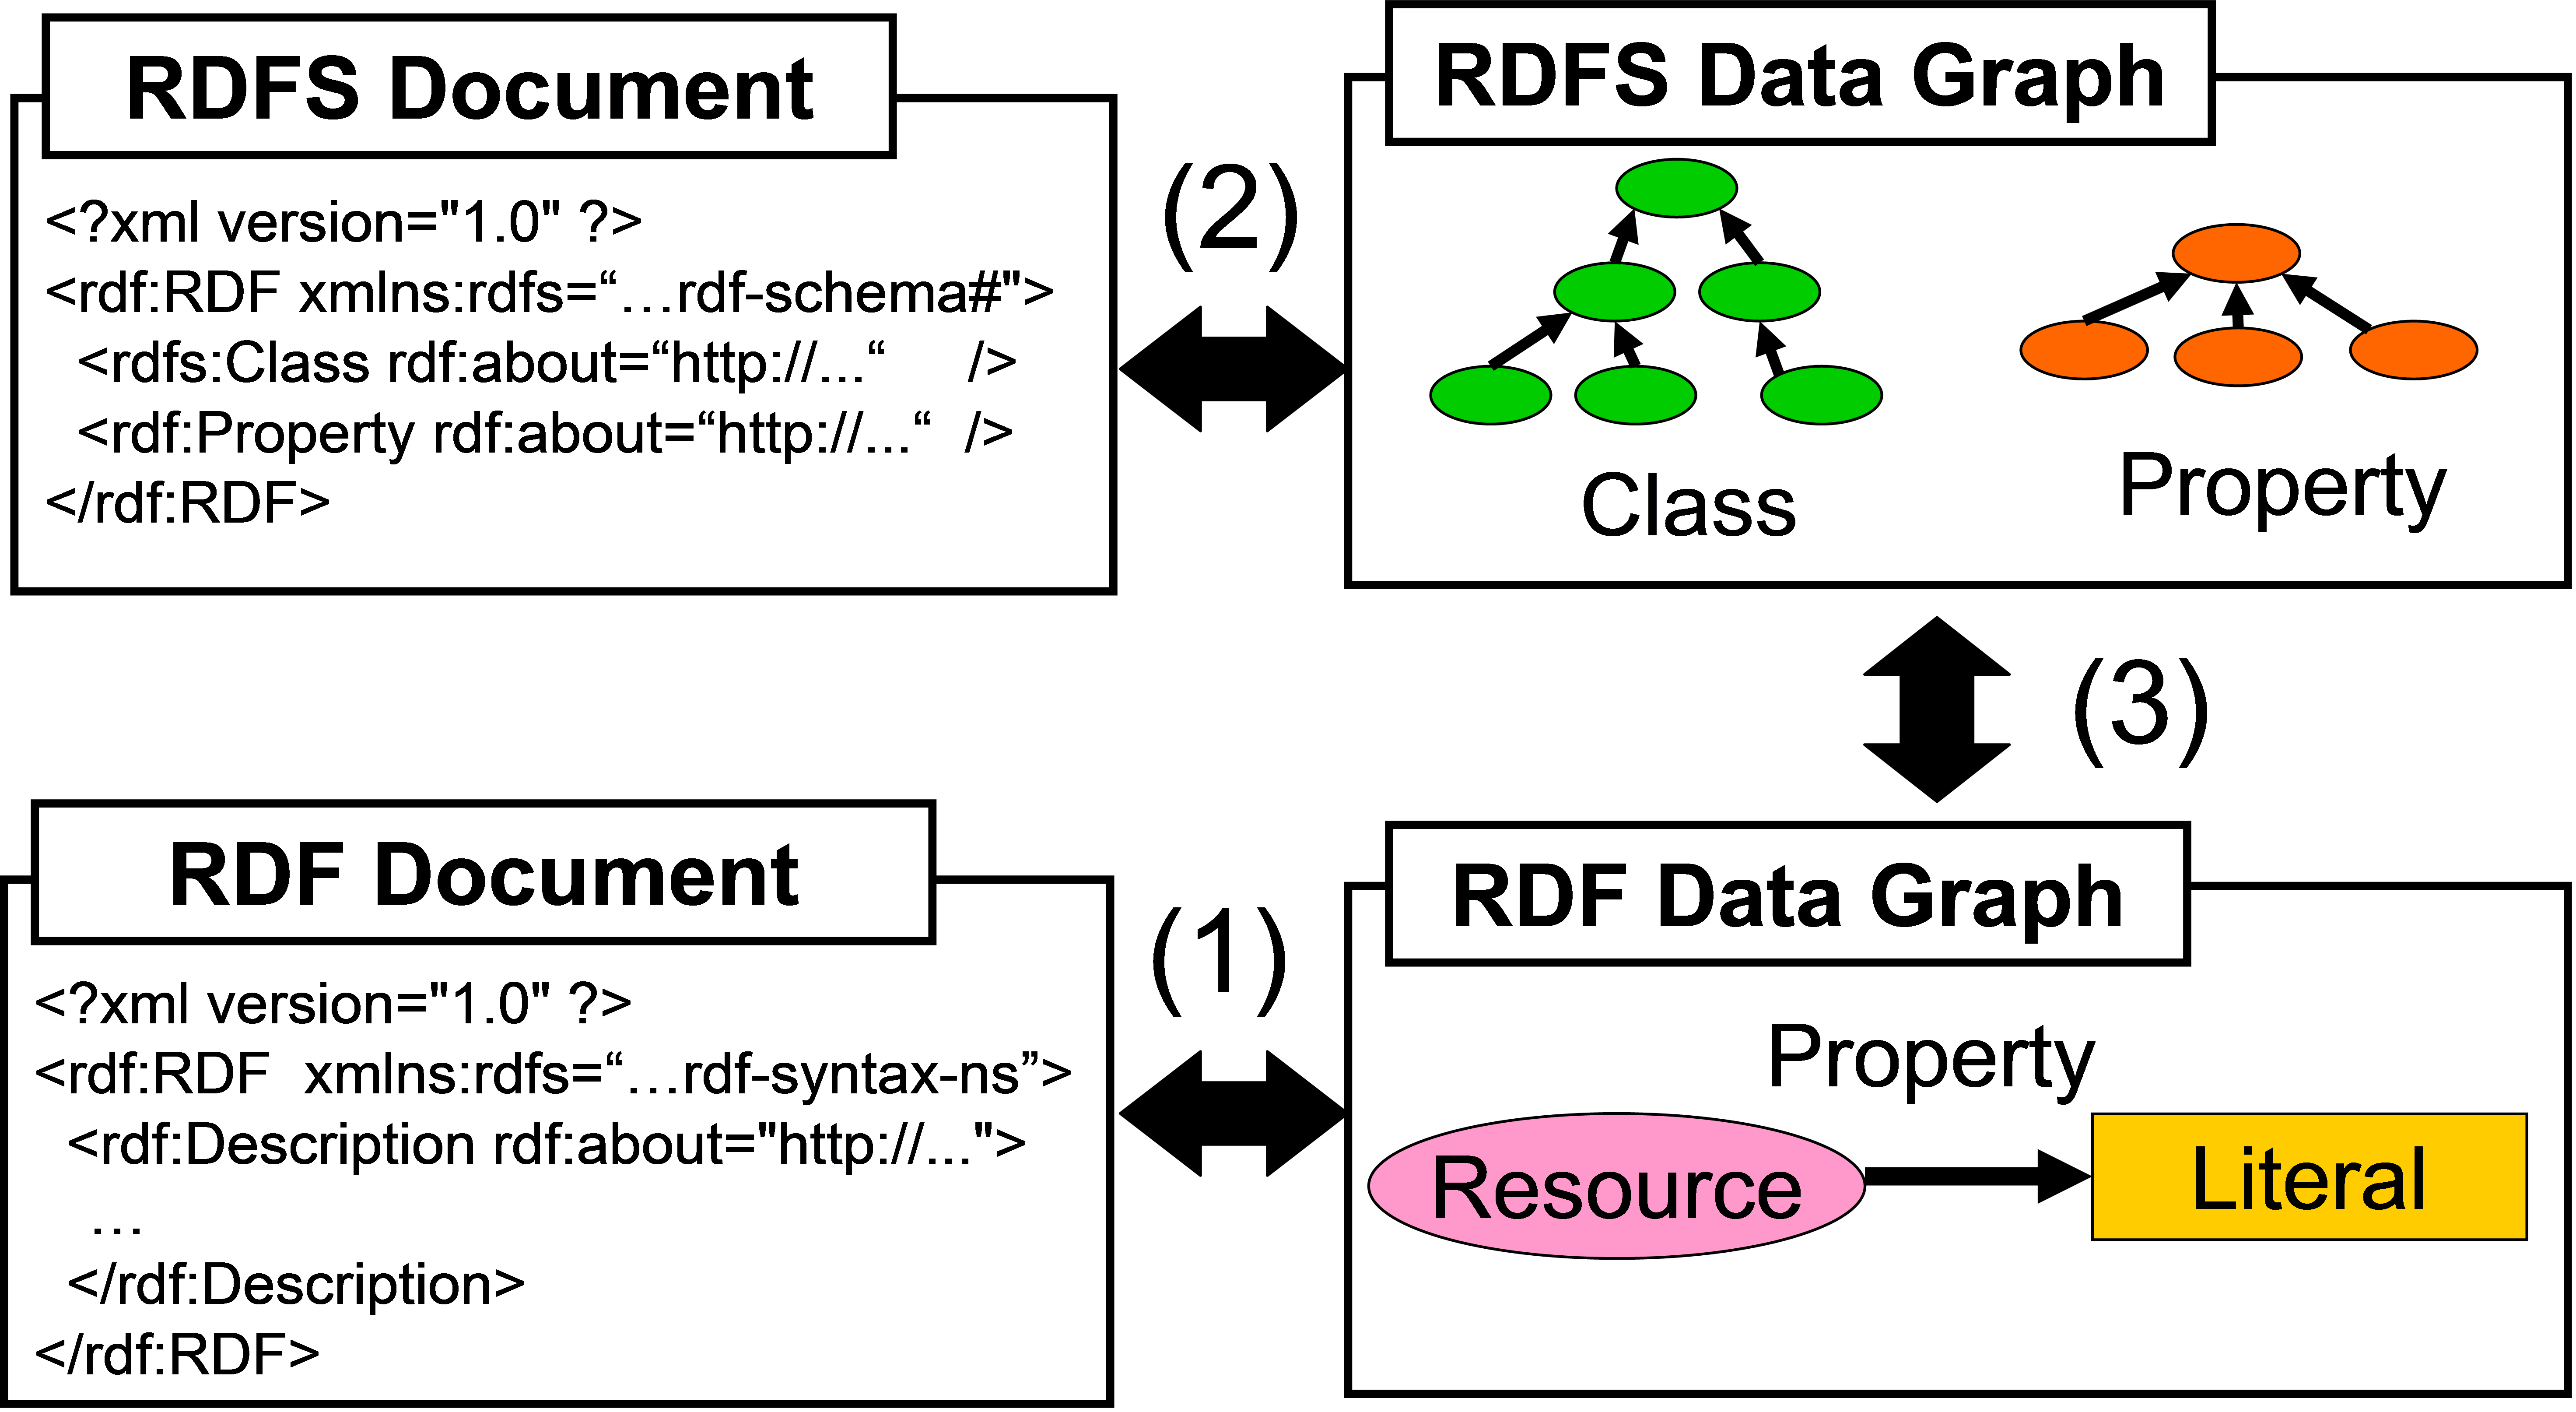 RDFS Document
<?xml version="1.0" ?>
<rdf:RDF xmlns:rdfs=“…rdf-schema#">
<rdfs:Class rdf:about=“http://...“ />
<rdf:Property rdf:about=“http://...“ />
</rdf:RDF>
(2)
RDFS Data Graph
Class
Property
(3)
RDF Document
<?xml version="1.0" ?>
<rdf:RDF xmlns:rdfs=“…rdf-syntax-ns”>
<rdf:Description rdf:about="http://...">
…
</rdf:Description>
</rdf:RDF>
(1)
RDF Data Graph
Property
Resource
Literal